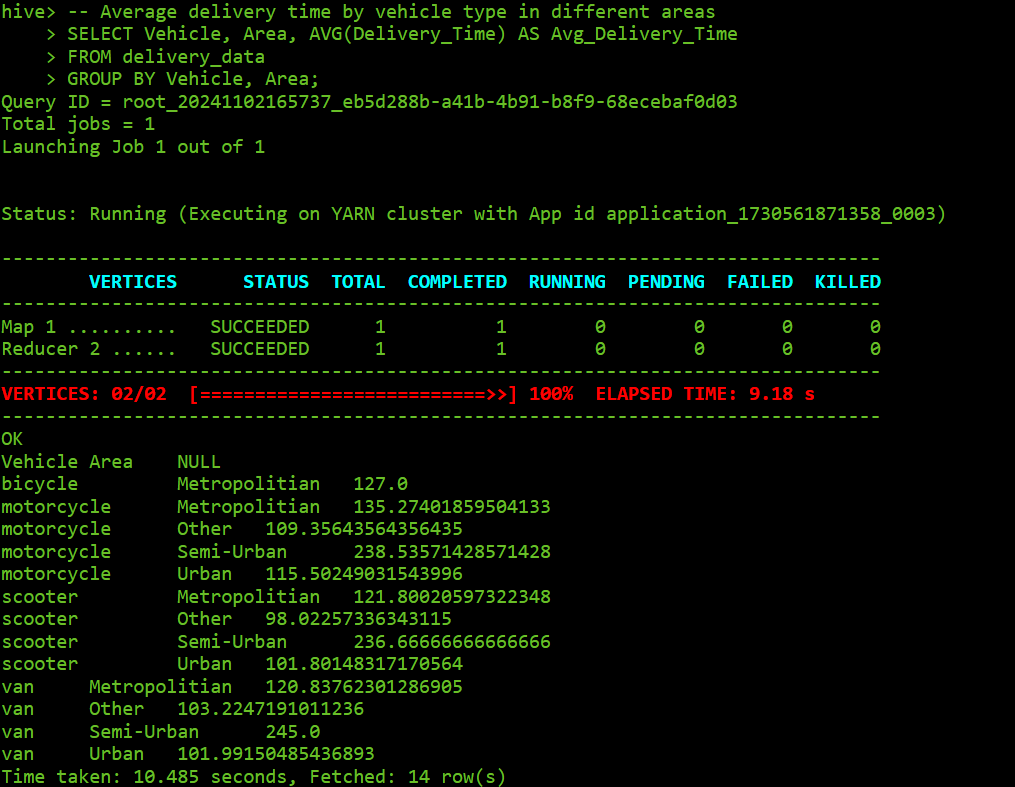 hive> -- Average delivery time by vehicle type in different areas
    > SELECT Vehicle, Area, AVG(Delivery_Time) AS Avg_Delivery_Time
    > FROM delivery_data
    > GROUP BY Vehicle, Area;
Query ID = root_20241102165737_eb5d288b-a41b-4b91-b8f9-68ecebaf0d03
Total jobs = 1
Launching Job 1 out of 1
Status: Running (Executing on YARN cluster with App id application_1730561871358_0003)
--------------------------------------------------------------------------------
        VERTICES      STATUS  TOTAL  COMPLETED  RUNNING  PENDING  FAILED  KILLED
--------------------------------------------------------------------------------
Map 1 ..........   SUCCEEDED      1          1        0        0       0       0
Reducer 2 ......   SUCCEEDED      1          1        0        0       0       0
--------------------------------------------------------------------------------
VERTICES: 02/02  [==========================>>] 100%  ELAPSED TIME: 9.18 s
--------------------------------------------------------------------------------
OK
Vehicle Area    NULL
bicycle         Metropolitian   127.0
motorcycle      Metropolitian   135.27401859504133
motorcycle      Other   109.35643564356435
motorcycle      Semi-Urban      238.53571428571428
motorcycle      Urban   115.50249031543996
scooter         Metropolitian   121.80020597322348
scooter         Other   98.02257336343115
scooter         Semi-Urban      236.66666666666666
scooter         Urban   101.80148317170564
van     Metropolitian   120.83762301286905
van     Other   103.2247191011236
van     Semi-Urban      245.0
van     Urban   101.99150485436893
Time taken: 10.485 seconds, Fetched: 14 row(s)